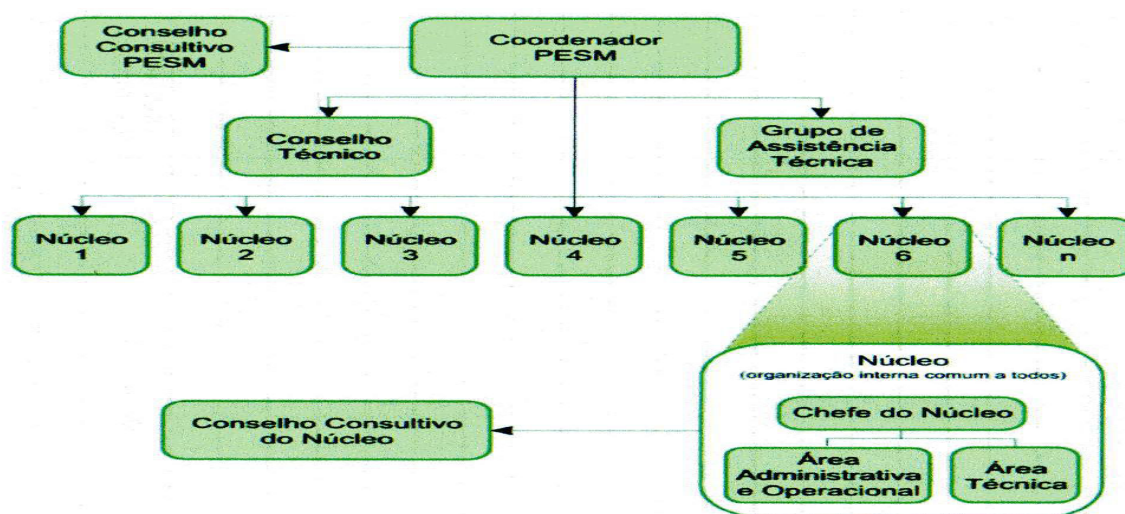 Conselho
Consultivo
PESM
Coordenador
PESM
Conselho
Técnico
Grupo de
Assistência
Técnica
Núcleo
1
Núcleo
2
Núcleo
3
Núcleo
4
Núcleo
5
Núcleo
6
Núcleo
n
Núcleo
(organização interna comum a todos)
Chefe do Núcleo
Área
Administrativa
e Operacional
Área
Técnica
Conselho Consultivo
do Núcleo